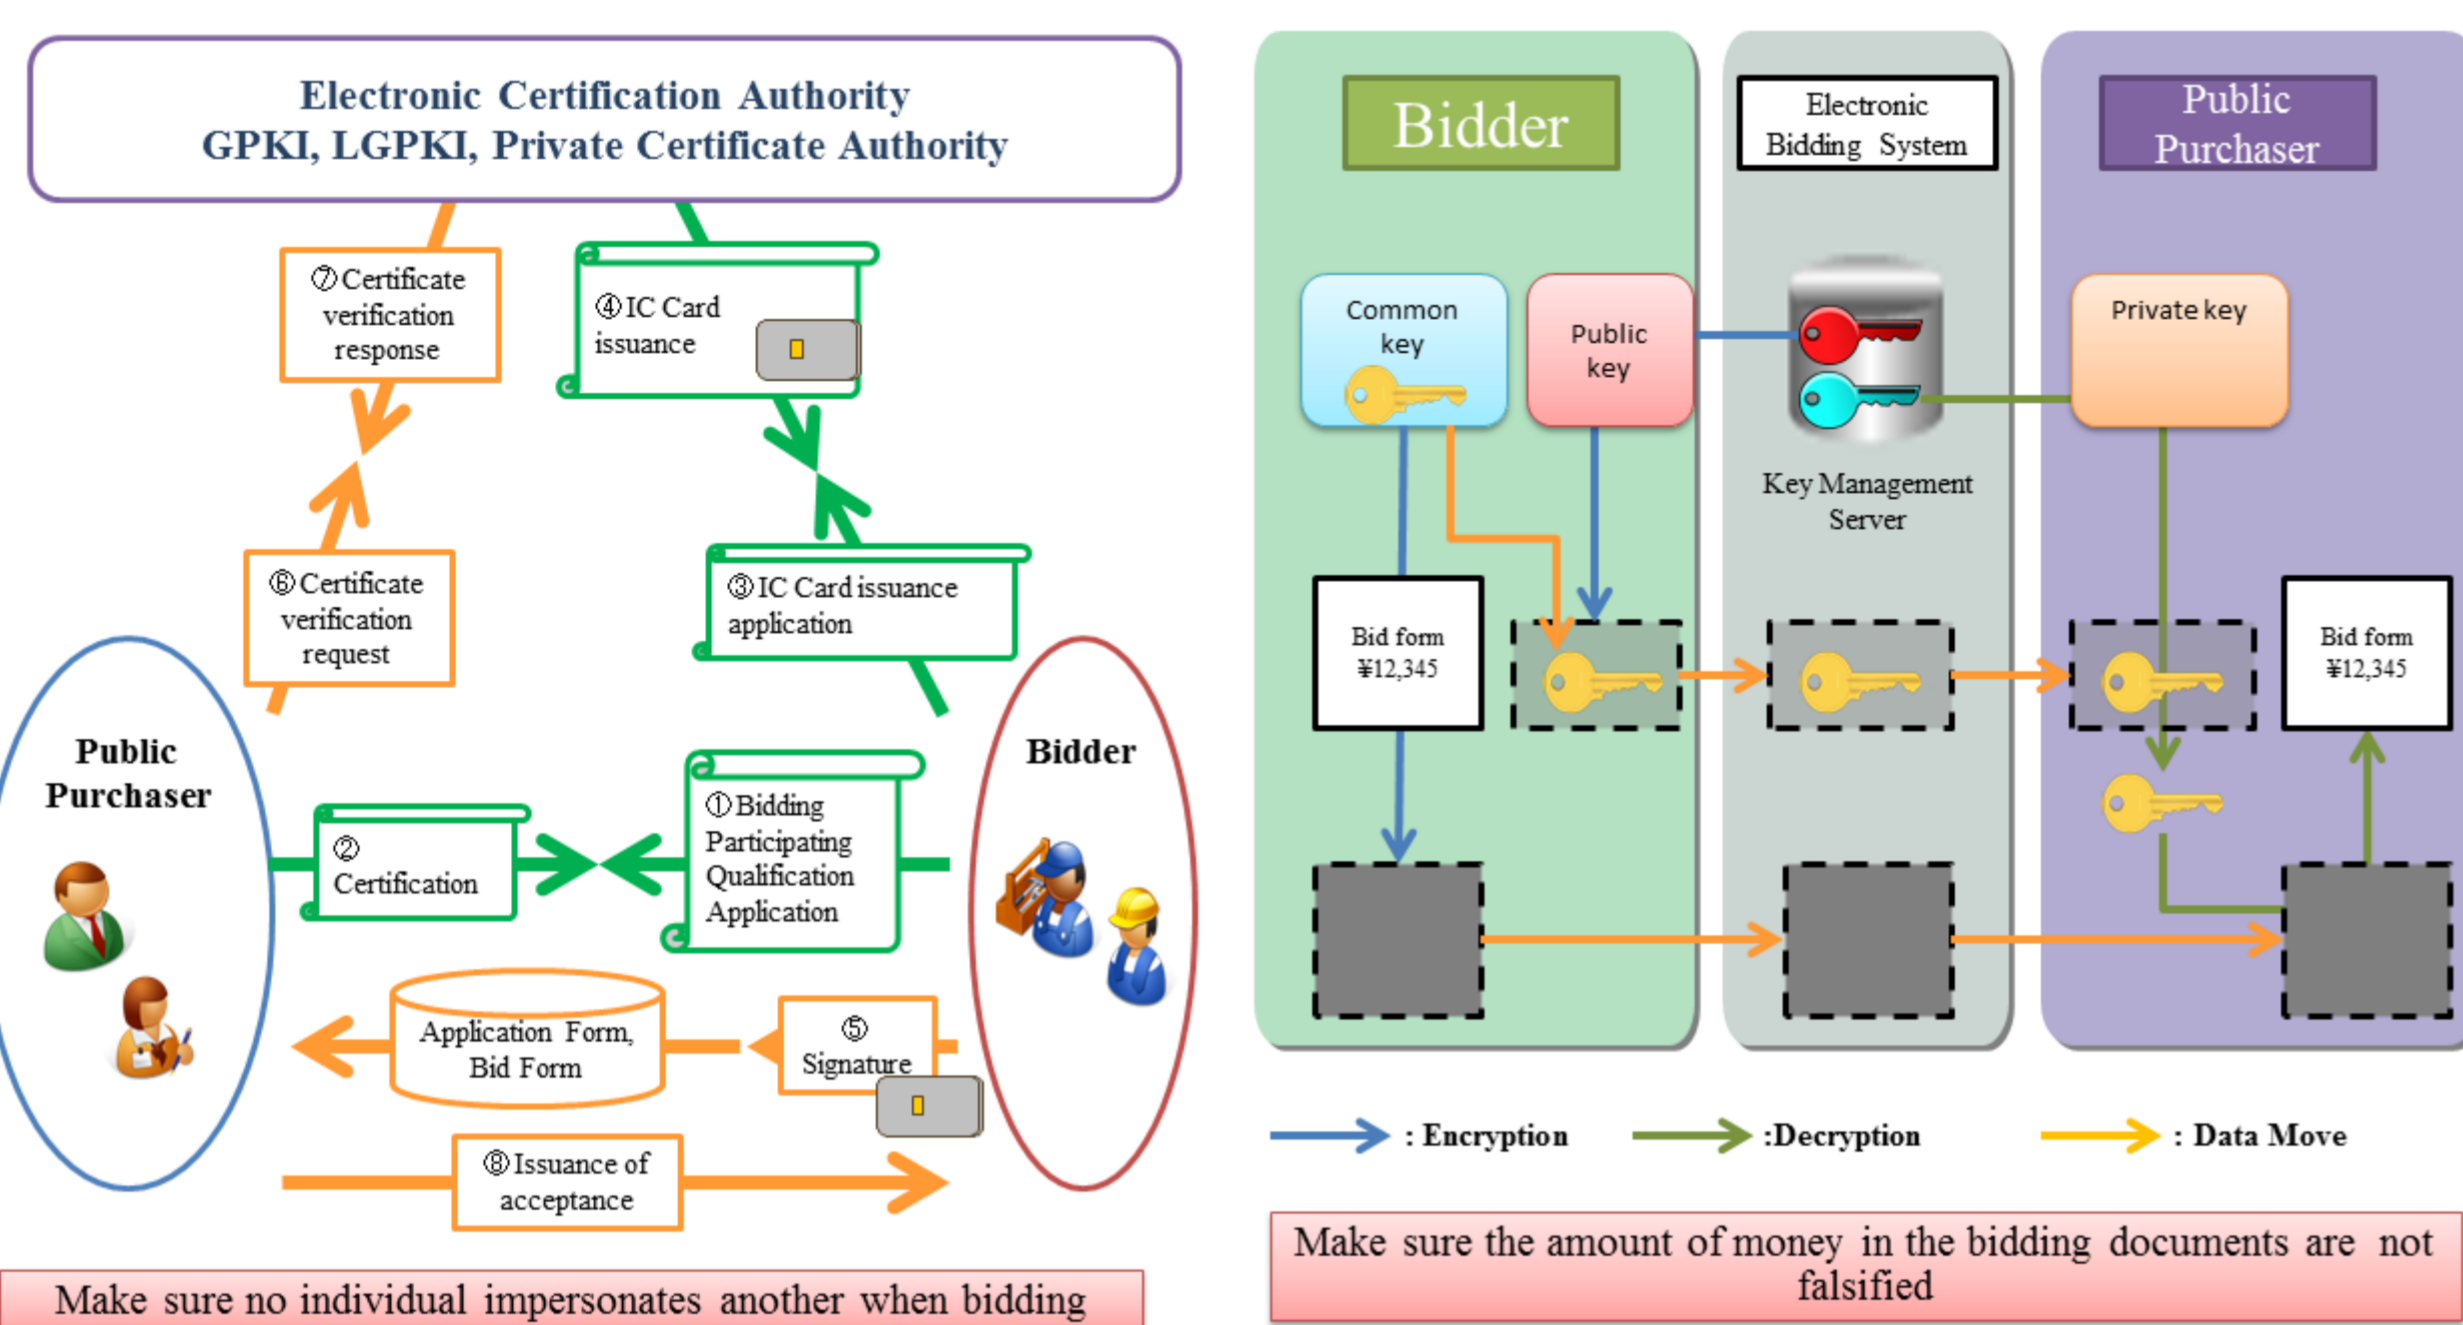 Electronic Certification Authority
GPKI, LGPKI, Private Certificate Authority
⑦Certificate
verification
response
④IC Card
issuance
⑥Certificate
verification
request
③IC Card issuance
application
Public
Purchaser
Bidder
②
Certification
①Bidding
Participating
Qualification
Application
Application Form,
Bid Form
⑤
Signature
⑧Issuance of
acceptance
Make sure no individual impersonates another when bidding
Bidder
Electronic
Bidding System
Public
Purchaser
Common
key
Public
key
Private key
Key Management
Server
Bid form
¥12,345
Bid form
¥12,345
: Encryption
:Decryption
: Data Move
Make sure the amount of money in the bidding documents are not
falsified